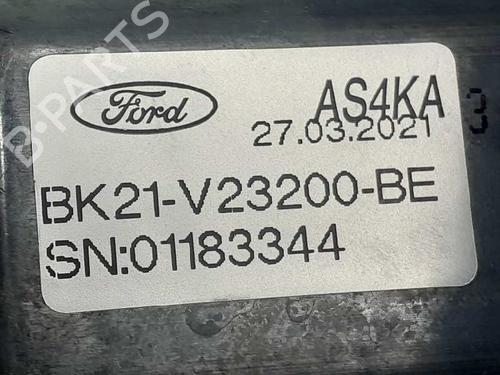 Ford
AS4KA
27.03.2021
BK21-V23200-BE
SN:01183344
B-PARTS